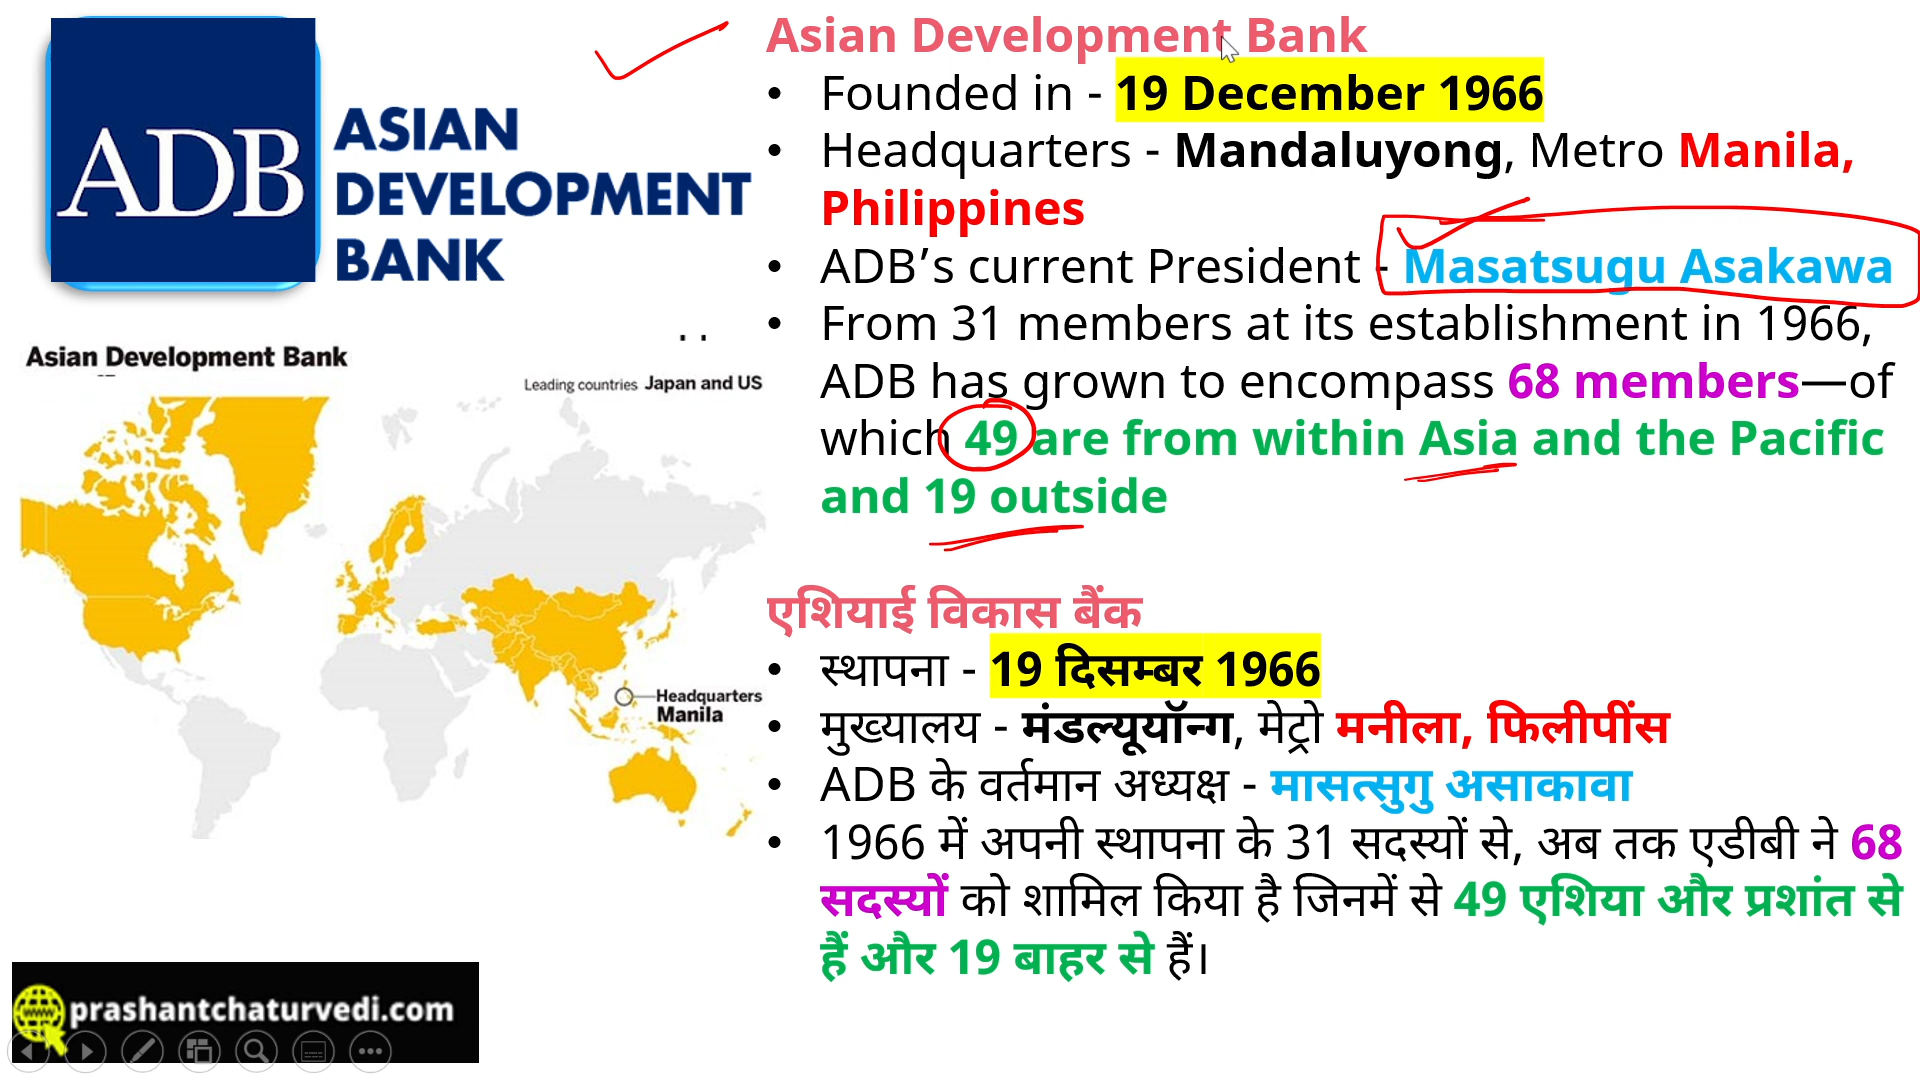 ADB
ASIAN
DEVELOPMENT
BANK
Asian Development Bank
Leading countries Japan and US
Headquarters
Manila
Asian Development Bank
• Founded in - 19 December 1966
• Headquarters - Mandaluyong, Metro Manila,
Philippines
• ADB’s current President - Masatsugu Asakawa
• From 31 members at its establishment in 1966,
ADB has grown to encompass 68 members—of
which 49 are from within Asia and the Pacific
and 19 outside
एशियाई विकास बैंक
• स्थापना - 19 दिसम्बर 1966
• मुख्यालय - मंडल्यूयॉन्ग, मेट्रो मनीला, फिलीपींस
• ADB के वर्तमान अध्यक्ष - मासत्सुगु असाकावा
• 1966 में अपनी स्थापना के 31 सदस्यों से, अब तक एडीबी ने 68
सदस्यों को शामिल किया है जिनमें से 49 एशिया और प्रशांत से
हैं और 19 बाहर से हैं।
prashantchaturvedi.com